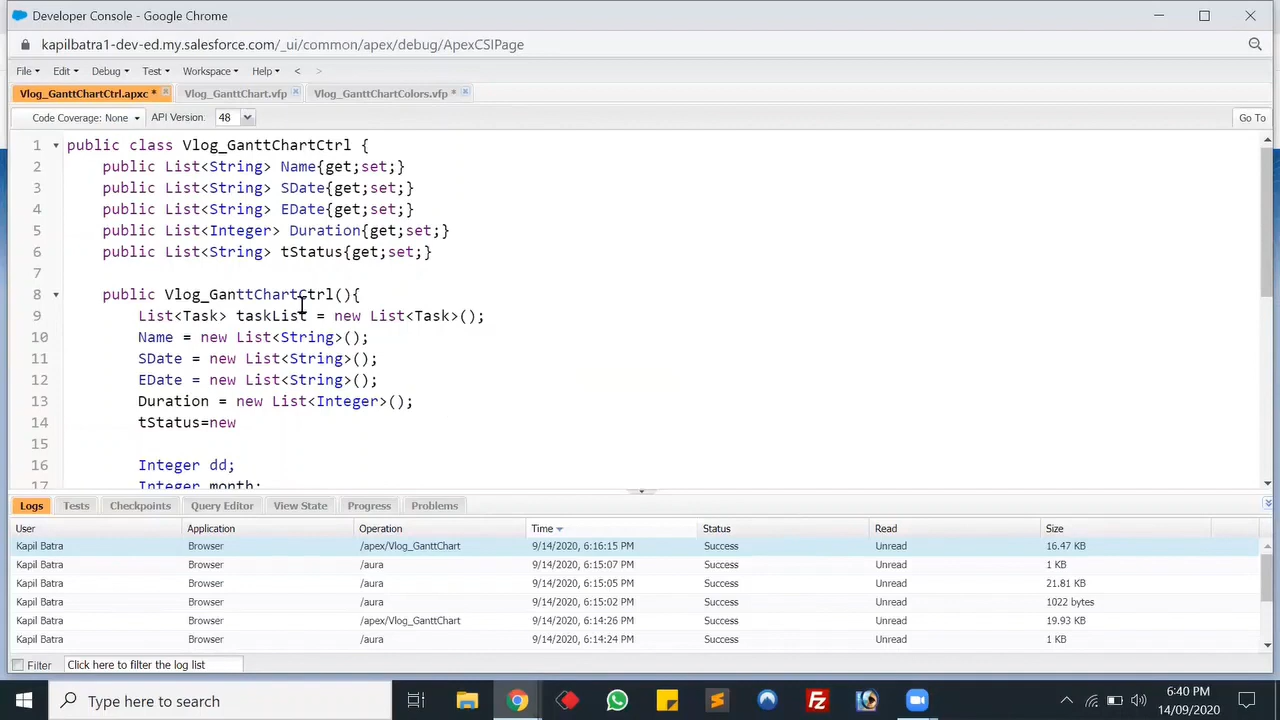 Developer Console - Google Chrome
kapilbatra1-dev-ed.my.salesforce.com/_ui/common/apex/debug/ApexCSIPage
File Edit Debug Test Workspace Help < >
Vlog_GanttChartCtrl.apxc * Vlog_GanttChart.vfp Vlog_GanttChartColors.vfp *
Code Coverage: None API Version: 48 Go To
1 public class Vlog_GanttChartCtrl {
2 public List<String> Name{get;set;}
3 public List<String> SDate{get;set;}
4 public List<String> EDate{get;set;}
5 public List<Integer> Duration{get;set;}
6 public List<String> tStatus{get;set;}
7
8 public Vlog_GanttChartCtrl(){
9 List<Task> taskList = new List<Task>();
10 Name = new List<String>();
11 SDate = new List<String>();
12 EDate = new List<String>();
13 Duration = new List<Integer>();
14 tStatus=new
15
16 Integer dd;
17 Integer month;
Logs Tests Checkpoints Query Editor View State Progress Problems
User Application Operation Time Status Read Size
Kapil Batra Browser /apex/Vlog_GanttChart 9/14/2020, 6:16:15 PM Success Unread 16.47 KB
Kapil Batra Browser /aura 9/14/2020, 6:15:07 PM Success Unread 1 KB
Kapil Batra Browser /aura 9/14/2020, 6:15:05 PM Success Unread 21.81 KB
Kapil Batra Browser /aura 9/14/2020, 6:15:02 PM Success Unread 1022 bytes
Kapil Batra Browser /apex/Vlog_GanttChart 9/14/2020, 6:14:26 PM Success Unread 19.93 KB
Kapil Batra Browser /aura 9/14/2020, 6:14:24 PM Success Unread 1 KB
Filter Click here to filter the log list
Type here to search
6:40 PM
14/09/2020